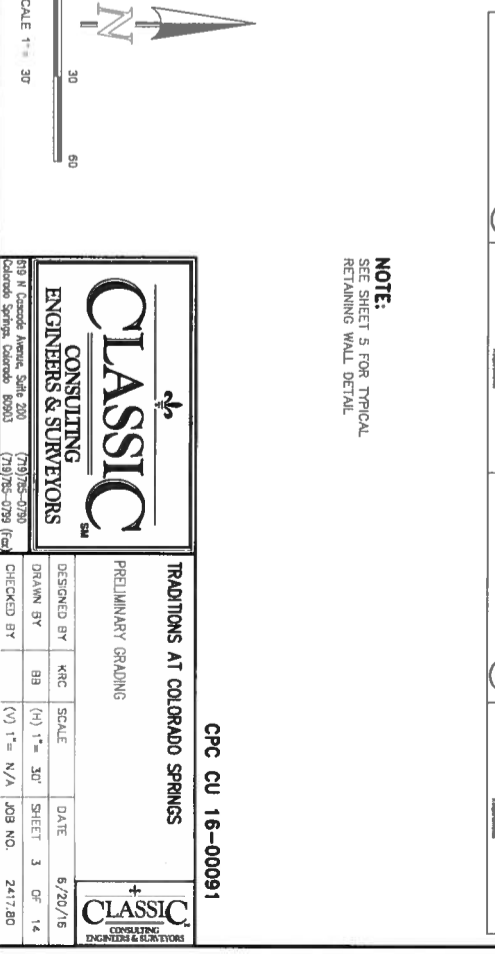 N
30
60
SCALE 1" = 30'
NOTE:
SEE SHEET 5 FOR TYPICAL
RETAINING WALL DETAIL
CPC CU 16-00091
CLASSIC SM
CONSULTING
ENGINEERS & SURVEYORS
619 N Cascade Avenue, Suite 200 (719)785-0790
Colorado Springs, Colorado 80903 (719)785-0799 (Fax)
TRADITIONS AT COLORADO SPRINGS
PRELIMINARY GRADING
DESIGNED BY KRC SCALE DATE 6/20/16
DRAWN BY BB (H) 1"= 30' SHEET 3 OF 14
CHECKED BY (V) 1"= N/A JOB NO. 2417.80
CLASSIC
CONSULTING
ENGINEERS & SURVEYORS